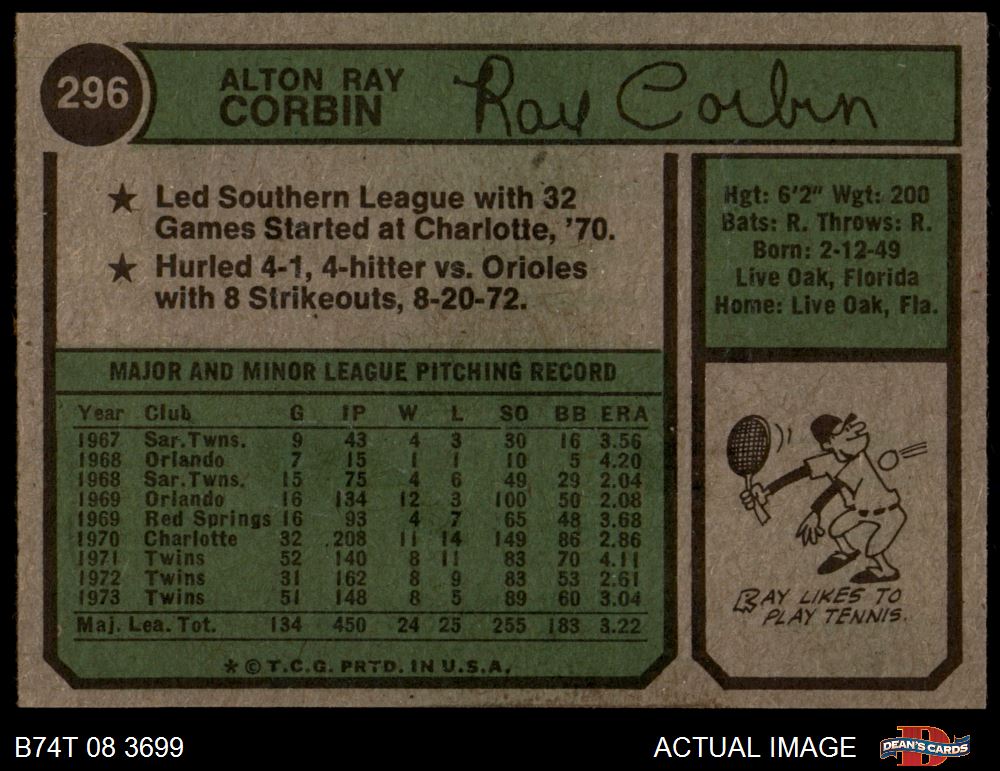 296
ALTON RAY
CORBIN
Ray Corbin
★ Led Southern League with 32
Games Started at Charlotte, '70.
★ Hurled 4-1, 4-hitter vs. Orioles
with 8 Strikeouts, 8-20-72.
Hgt: 6'2" Wgt: 200
Bats: R. Throws: R.
Born: 2-12-49
Live Oak, Florida
Home: Live Oak, Fla.
MAJOR AND MINOR LEAGUE PITCHING RECORD
Year Club G IP W L SO BB ERA
1967 Sar.Twns. 9 43 4 3 30 16 3.56
1968 Orlando 7 15 1 1 10 5 4.20
1968 Sar.Twns. 15 75 4 6 49 29 2.04
1969 Orlando 16 134 12 3 100 50 2.08
1969 Red Springs 16 93 4 7 65 48 3.68
1970 Charlotte 32 208 11 14 149 86 2.86
1971 Twins 52 140 8 11 83 70 4.11
1972 Twins 31 162 8 9 83 53 2.61
1973 Twins 51 148 8 5 89 60 3.04
Maj. Lea. Tot. 134 450 24 25 255 183 3.22
★ © T.C.G. PRTD. IN U.S.A.
RAY LIKES TO
PLAY TENNIS.
B74T 08 3699
ACTUAL IMAGE
DEAN'S CARDS